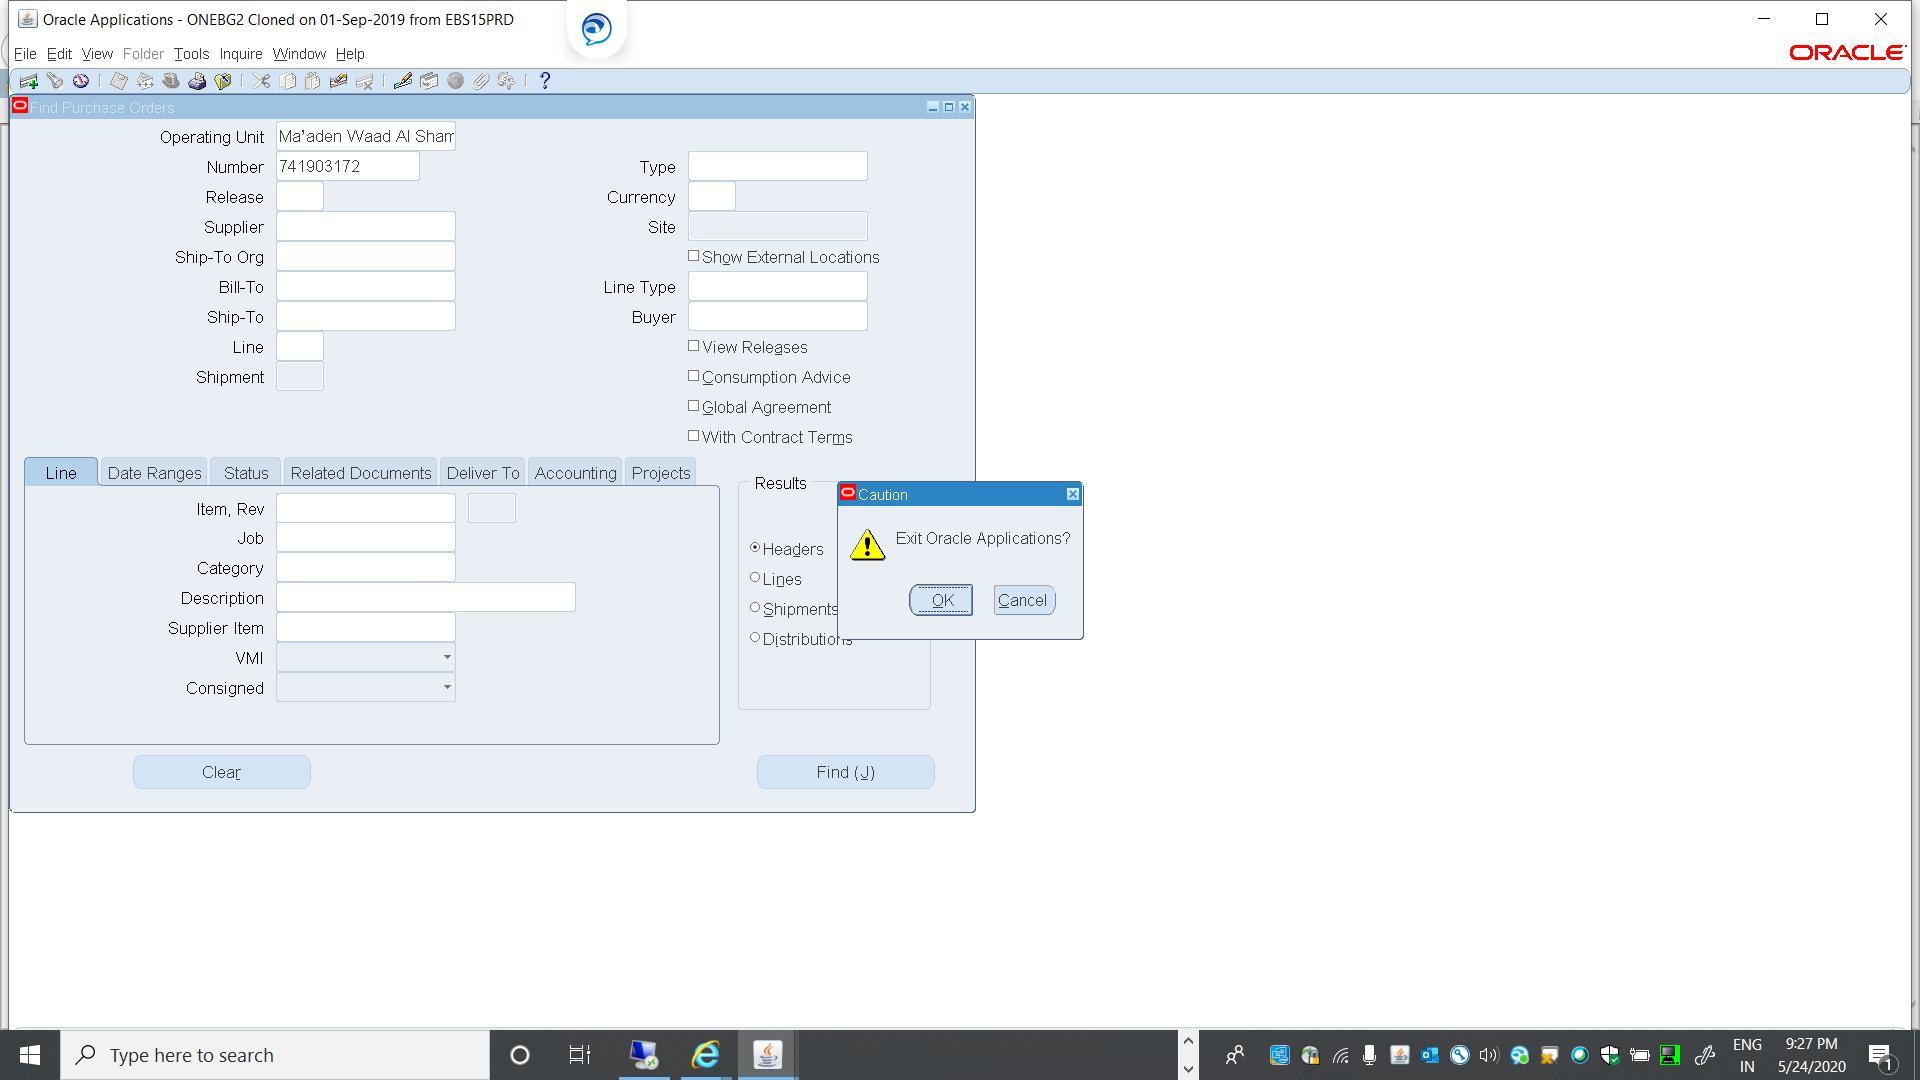 Oracle Applications - ONEBG2 Cloned on 01-Sep-2019 from EBS15PRD
File Edit View Folder Tools Inquire Window Help
ORACLE
Find Purchase Orders
Operating Unit Ma'aden Waad Al Sham
Number 741903172
Type
Release
Currency
Supplier
Site
Ship-To Org
Show External Locations
Bill-To
Line Type
Ship-To
Buyer
Line
View Releases
Shipment
Consumption Advice
Global Agreement
With Contract Terms
Line Date Ranges Status Related Documents Deliver To Accounting Projects
Results
Item, Rev
Job
Category
Description
Supplier Item
VMI
Consigned
Headers
Lines
Shipments
Distributions
Caution
Exit Oracle Applications?
OK Cancel
Clear
Find (J)
Type here to search
ENG
IN
9:27 PM
5/24/2020
1